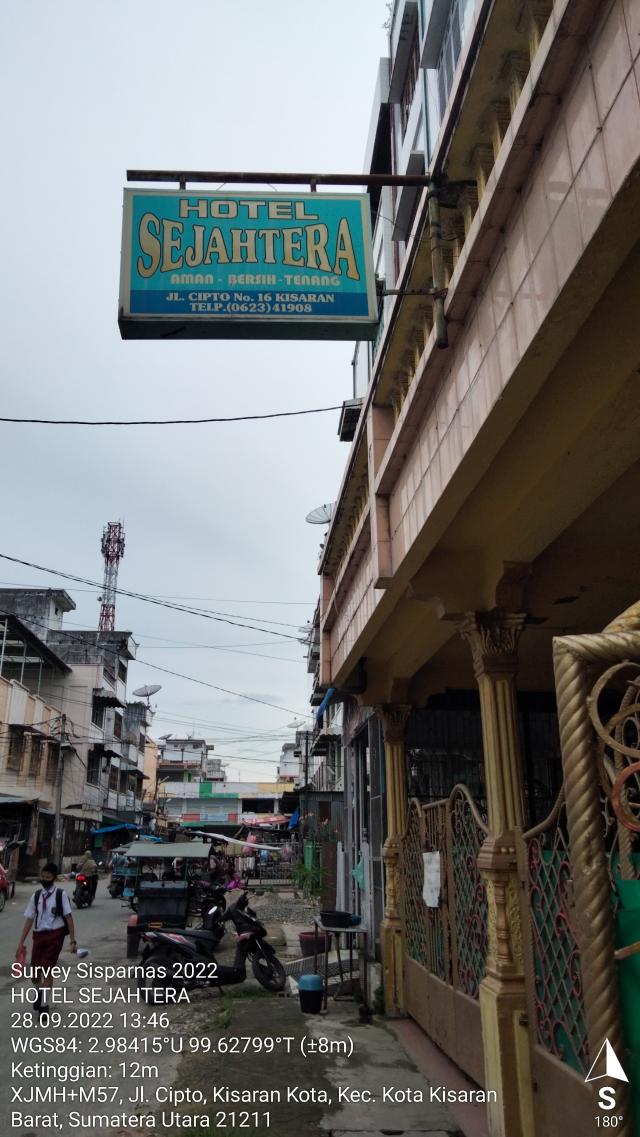 HOTEL
SEJAHTERA
AMAN - BERSIH - TENANG
JL. CIPTO No. 16 KISARAN
TELP.(0623)41908
Survey Sisparnas 2022
HOTEL SEJAHTERA
28.09.2022 13:46
WGS84: 2.98415°U 99.62799°T (±8m)
Ketinggian: 12m
XJMH+M57, Jl. Cipto, Kisaran Kota, Kec. Kota Kisaran
Barat, Sumatera Utara 21211
S
180°